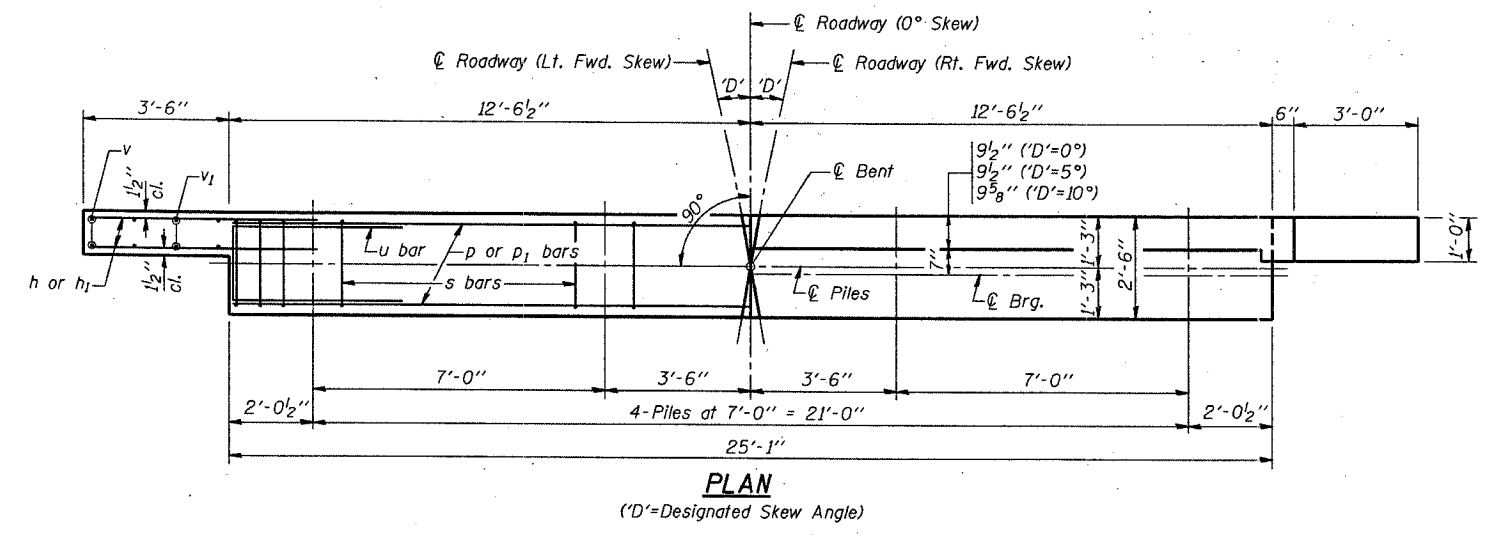 ℄ Roadway (0° Skew)
℄ Roadway (Lt. Fwd. Skew)
℄ Roadway (Rt. Fwd. Skew)
'D' 'D'
3'-6"
12'-6½"
12'-6½"
6"
3'-0"
v
1½" cl.
v₁
9½" ('D'=0°)
9½" ('D'=5°)
9⅝" ('D'=10°)
℄ Bent
90°
u bar
p or p₁ bars
s bars
h or h₁
1½" cl.
7"
1'-3"
1'-3"
2'-6"
1'-0"
℄ Piles
℄ Brg.
7'-0"
3'-6"
3'-6"
7'-0"
2'-0½"
4-Piles at 7'-0" = 21'-0"
2'-0½"
25'-1"
PLAN
('D'=Designated Skew Angle)